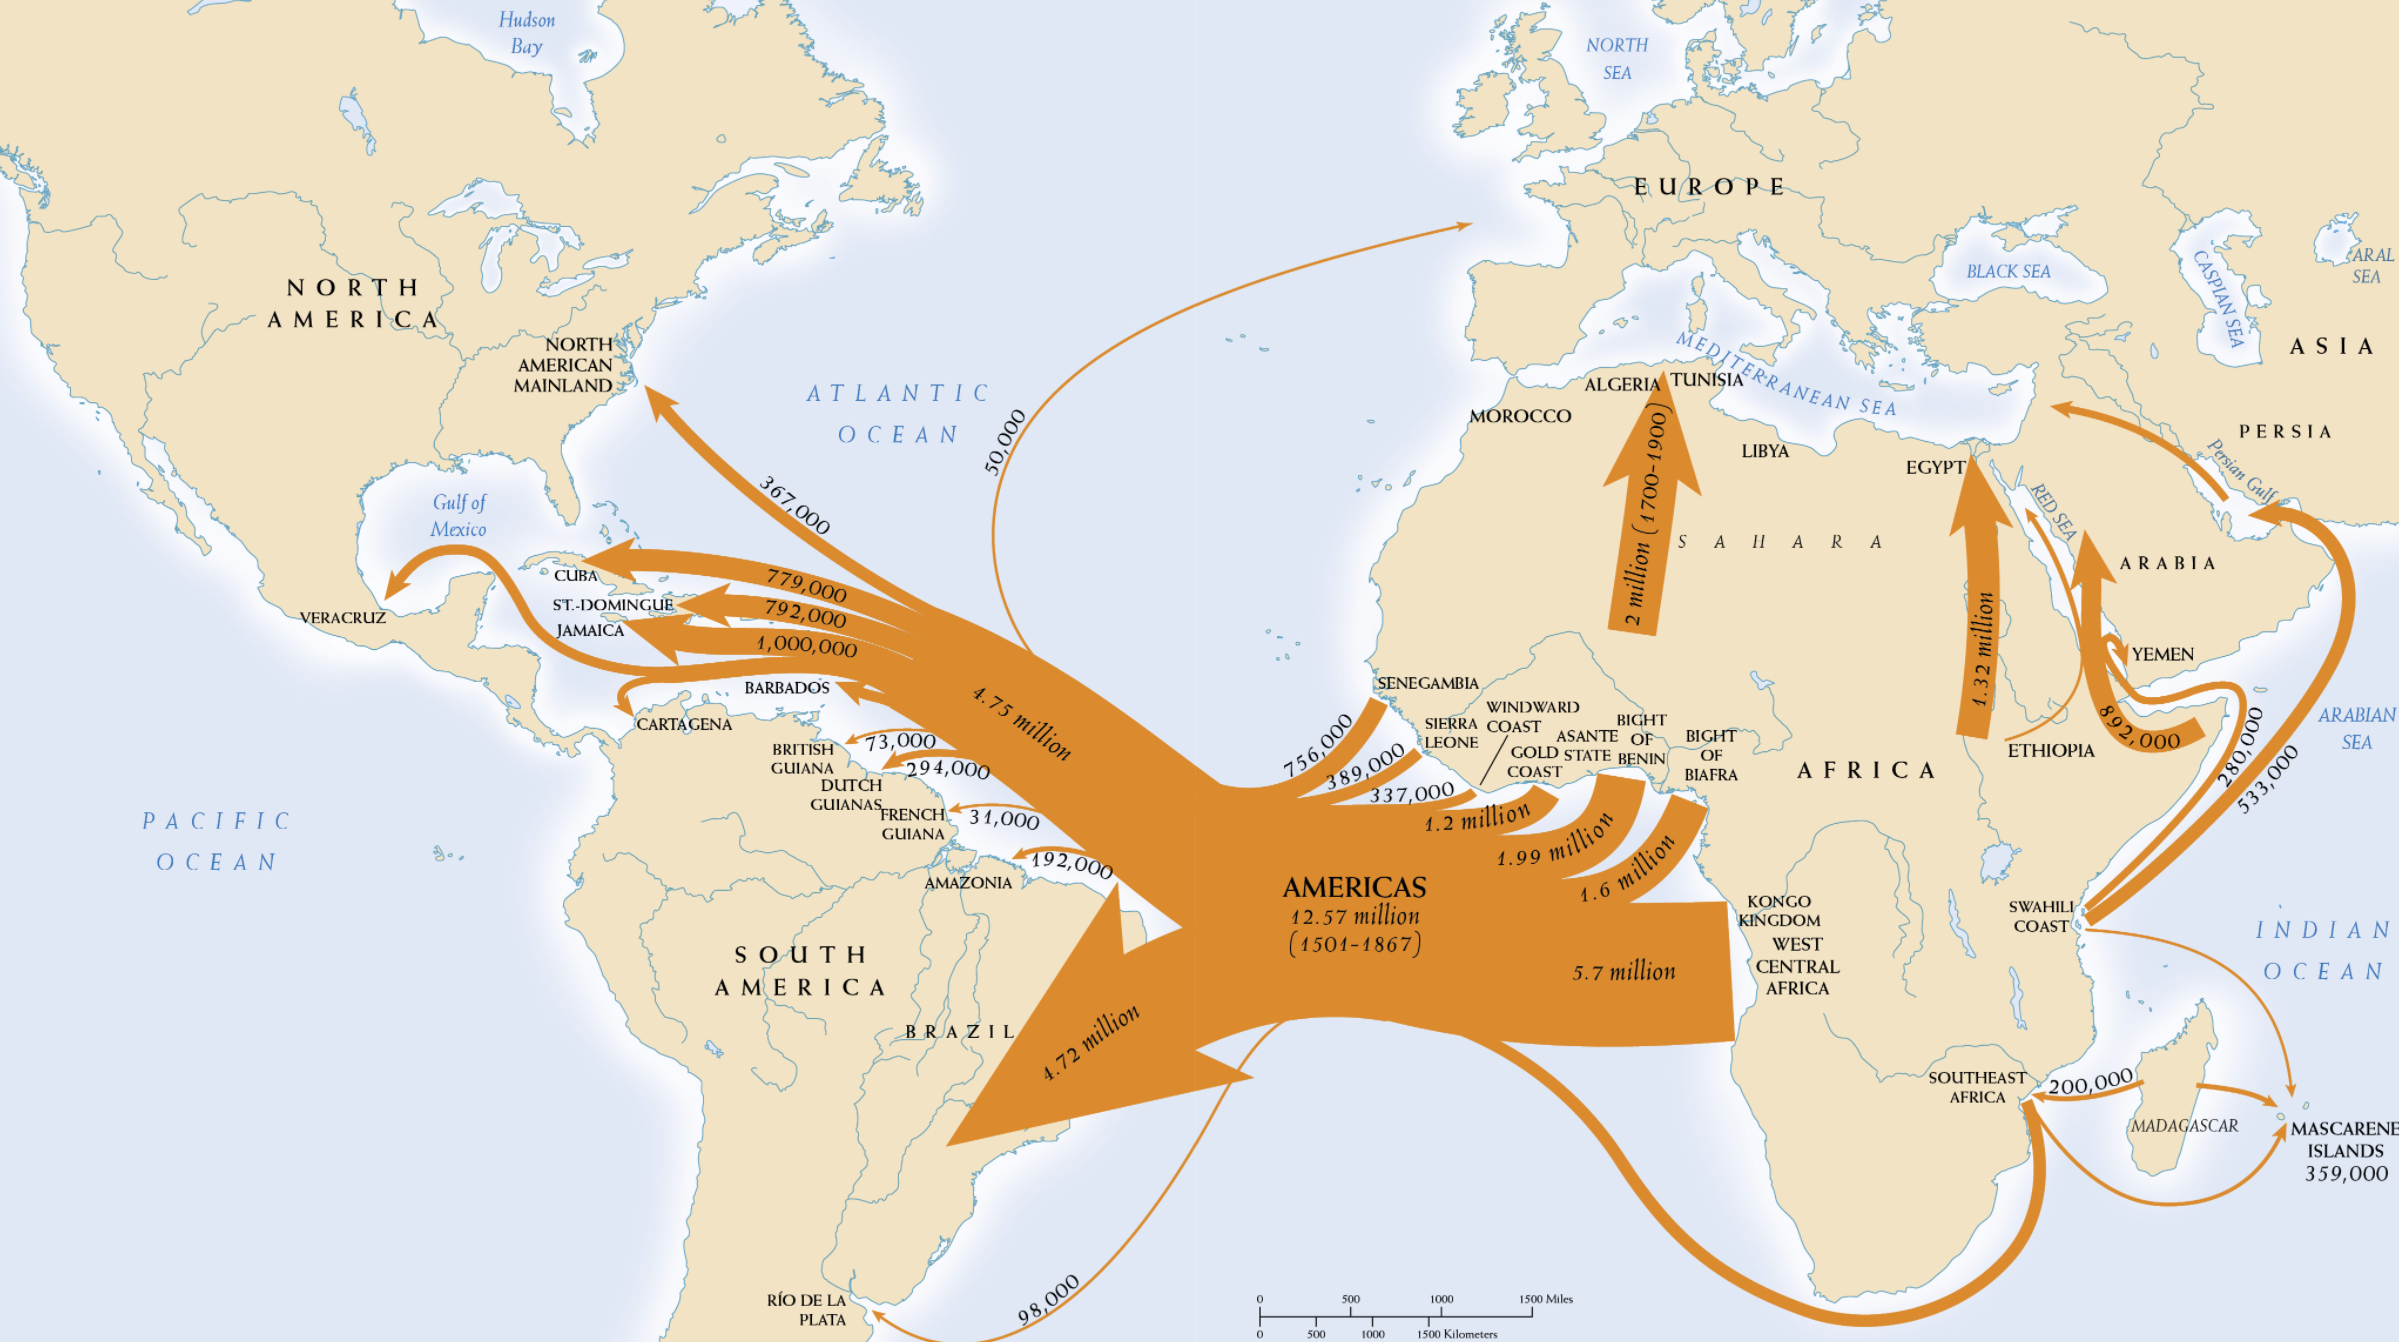 Hudson
Bay
NORTH
SEA
EUROPE
BLACK SEA
CASPIAN SEA
ARAL
SEA
ASIA
NORTH
AMERICA
NORTH
AMERICAN
MAINLAND
ATLANTIC
OCEAN
50,000
367,000
MEDITERRANEAN SEA
ALGERIA
TUNISIA
MOROCCO
LIBYA
EGYPT
PERSIA
Persian Gulf
RED SEA
ARABIA
SAHARA
2 million (1700-1900)
1.32 million
Gulf of
Mexico
CUBA
779,000
ST.-DOMINGUE
792,000
JAMAICA
1,000,000
VERACRUZ
BARBADOS
CARTAGENA
4.75 million
73,000
BRITISH
GUIANA
294,000
DUTCH
GUIANAS
FRENCH
GUIANA
31,000
192,000
AMAZONIA
SENEGAMBIA
756,000
SIERRA
LEONE
389,000
WINDWARD
COAST
337,000
GOLD
COAST
1.2 million
ASANTE
STATE
BIGHT
OF
BENIN
1.99 million
BIGHT
OF
BIAFRA
1.6 million
AFRICA
YEMEN
892,000
ETHIOPIA
280,000
533,000
ARABIAN
SEA
PACIFIC
OCEAN
AMERICAS
12.57 million
(1501-1867)
KONGO
KINGDOM
WEST
CENTRAL
AFRICA
5.7 million
SWAHILI
COAST
INDIAN
OCEAN
SOUTH
AMERICA
BRAZIL
4.72 million
SOUTHEAST
AFRICA
200,000
MADAGASCAR
MASCARENE
ISLANDS
359,000
RÍO DE LA
PLATA
98,000
0 500 1000 1500 Miles
0 500 1000 1500 Kilometers